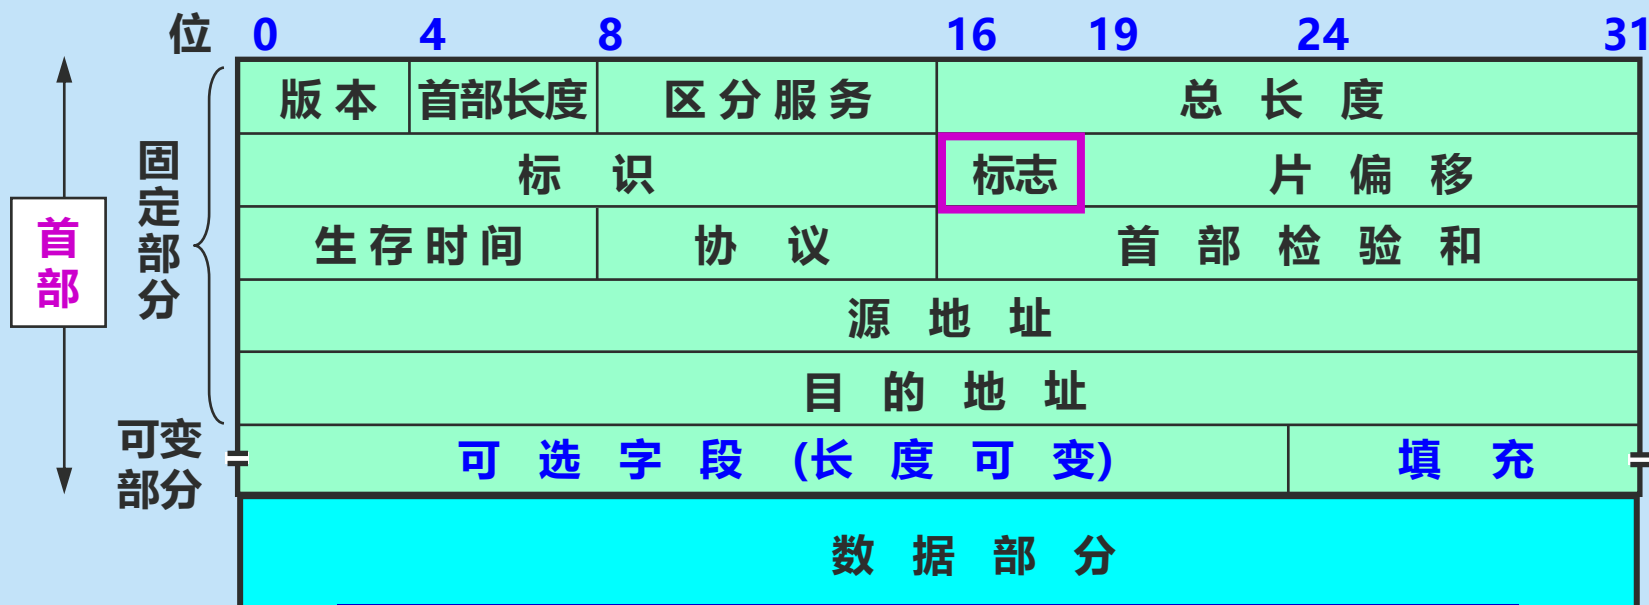 位 0 4 8 16 19 24 31
版本 首部长度 区分服务 总长度
标识 标志 片偏移
生存时间 协议 首部检验和
源地址
目的地址
可选字段 (长度可变) 填充
数据部分
首部
固定部分
可变部分